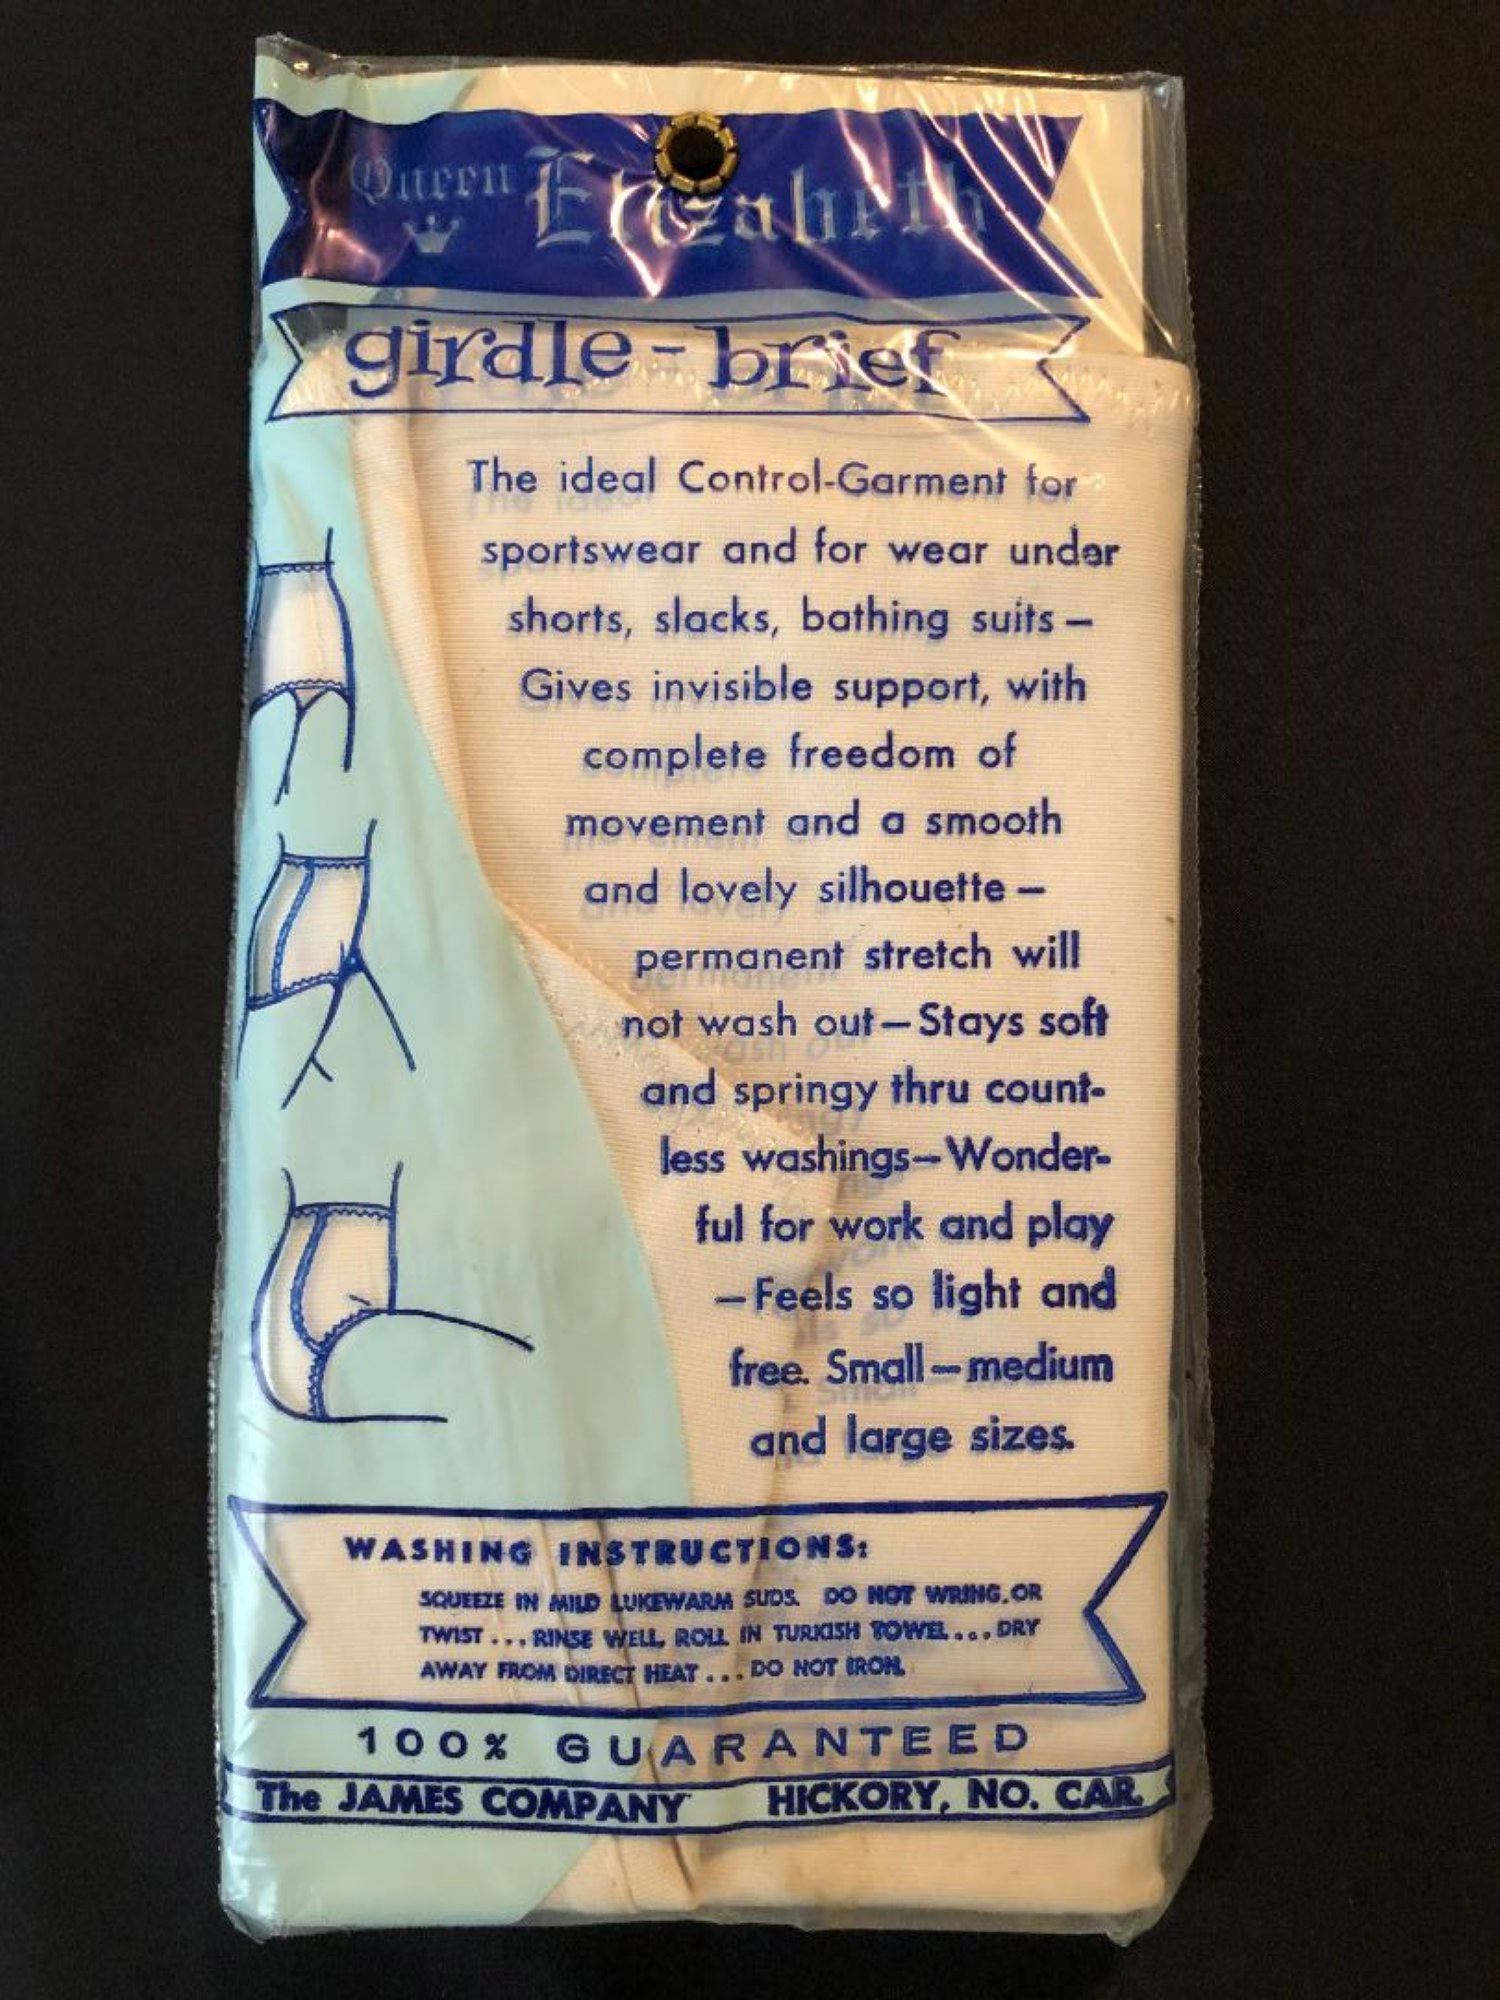 Queen Elizabeth
girdle-brief
The ideal Control-Garment for
sportswear and for wear under
shorts, slacks, bathing suits—
Gives invisible support, with
complete freedom of
movement and a smooth
and lovely silhouette—
permanent stretch will
not wash out—Stays soft
and springy thru count-
less washings—Wonder-
ful for work and play
—Feels so light and
free. Small—medium
and large sizes.
WASHING INSTRUCTIONS:
SQUEEZE IN MILD LUKEWARM SUDS. DO NOT WRING, OR
TWIST...RINSE WELL, ROLL IN TURKISH TOWEL...DRY
AWAY FROM DIRECT HEAT...DO NOT IRON.
100% GUARANTEED
The JAMES COMPANY HICKORY, NO. CAR.